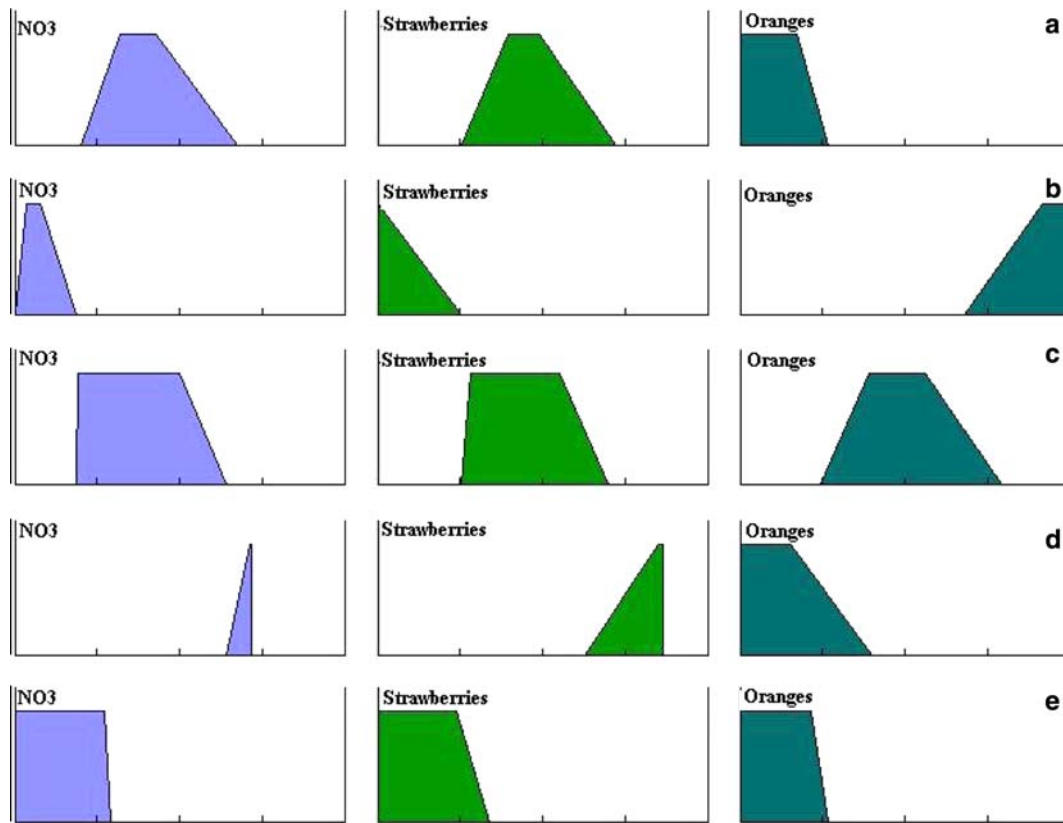 NO3 Strawberries Oranges a
NO3 Strawberries Oranges b
NO3 Strawberries Oranges c
NO3 Strawberries Oranges d
NO3 Strawberries Oranges e